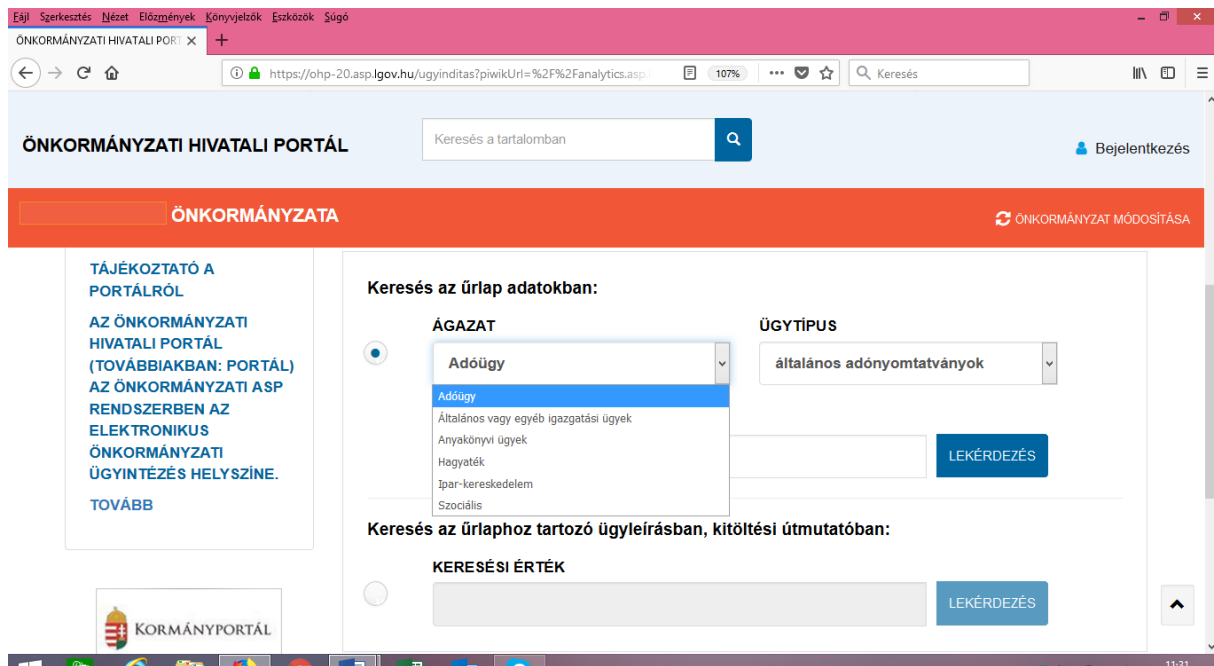 Fájl Szerkesztés Nézet Előzmények Könyvjelzők Eszközök Súgó
ÖNKORMÁNYZATI HIVATALI PORT
https://ohp-20.asp.lgov.hu/ugyinditas?piwikUrl=%2F%2Fanalytics.asp.
107%
Keresés
ÖNKORMÁNYZATI HIVATALI PORTÁL
Keresés a tartalomban
Bejelentkezés
ÖNKORMÁNYZATA
ÖNKORMÁNYZAT MÓDOSÍTÁSA
TÁJÉKOZTATÓ A
PORTÁLRÓL
AZ ÖNKORMÁNYZATI
HIVATALI PORTÁL
(TOVÁBBIAKBAN: PORTÁL)
AZ ÖNKORMÁNYZATI ASP
RENDSZERBEN AZ
ELEKTRONIKUS
ÖNKORMÁNYZATI
ÜGYINTÉZÉS HELYSZÍNE.
TOVÁBB
KORMÁNYPORTÁL
Keresés az űrlap adatokban:
ÁGAZAT
ÜGYTÍPUS
Adóügy
általános adónyomtatványok
Adóügy
Általános vagy egyéb igazgatási ügyek
Anyakönyvi ügyek
Hagyaték
Ipar-kereskedelem
Szociális
LEKÉRDEZÉS
Keresés az űrlaphoz tartozó ügyleírásban, kitöltési útmutatóban:
KERESÉSI ÉRTÉK
LEKÉRDEZÉS
11:31